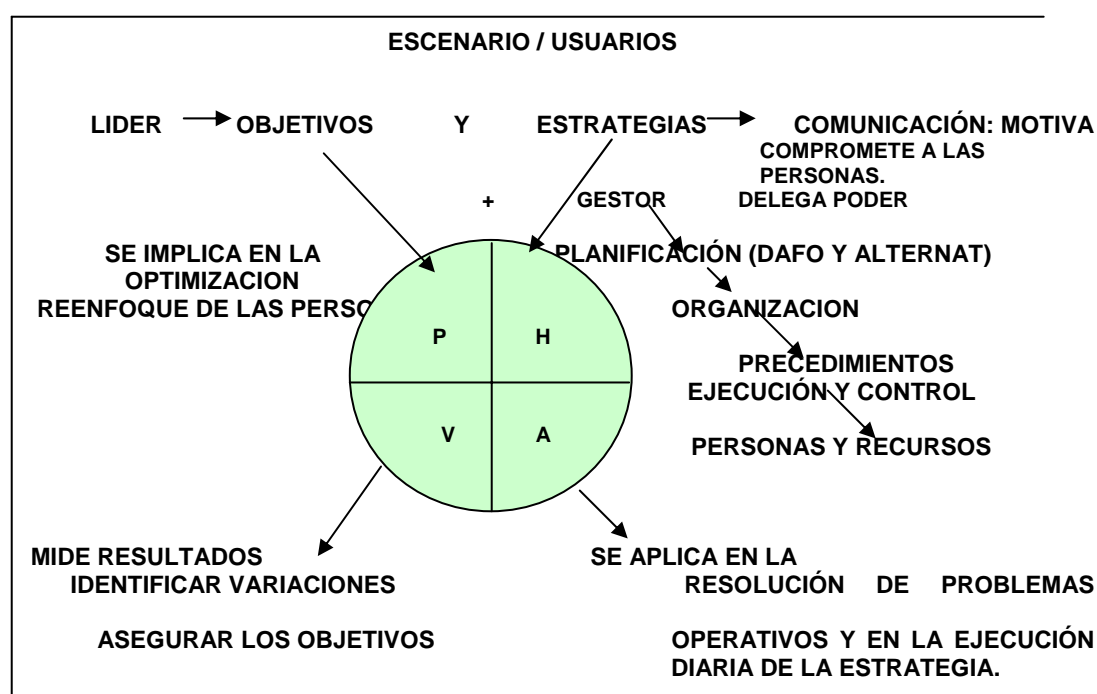 ESCENARIO / USUARIOS
LIDER OBJETIVOS Y ESTRATEGIAS COMUNICACIÓN: MOTIVA
COMPROMETE A LAS
PERSONAS.
+ GESTOR DELEGA PODER
SE IMPLICA EN LA PLANIFICACIÓN (DAFO Y ALTERNAT)
OPTIMIZACION
REENFOQUE DE LAS ORGANIZACION
P H
PRECEDIMIENTOS
EJECUCIÓN Y CONTROL
V A
PERSONAS Y RECURSOS
MIDE RESULTADOS SE APLICA EN LA
IDENTIFICAR VARIACIONES RESOLUCIÓN DE PROBLEMAS
ASEGURAR LOS OBJETIVOS OPERATIVOS Y EN LA EJECUCIÓN
DIARIA DE LA ESTRATEGIA.